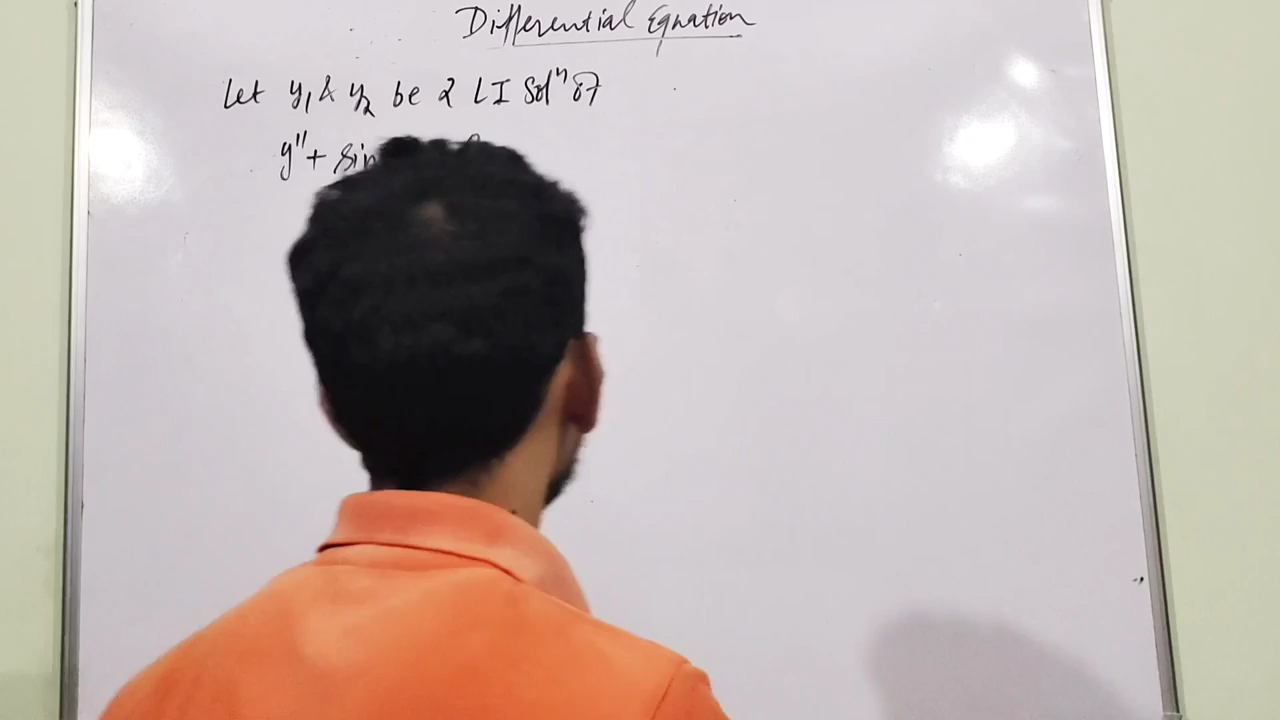 Differential Equation
Let y₁ & y₂ be 2 LI Solⁿ of
y'' + sin